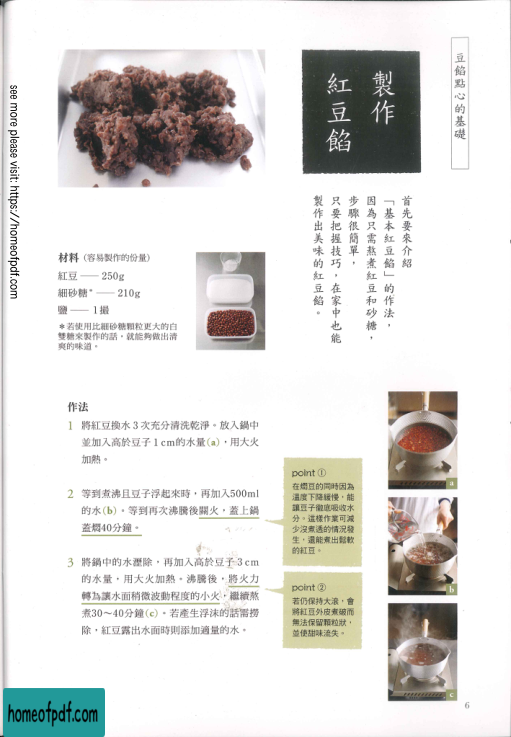 豆餡點心的基礎
製作
紅豆餡
首先要來介紹
「基本紅豆餡」的作法，
因為只需熬煮紅豆和砂糖，
步驟很簡單，
只要把握技巧，在家中也能
製作出美味的紅豆餡。
材料（容易製作的份量）
紅豆 —— 250g
細砂糖* —— 210g
鹽 —— 1撮
＊若使用比細砂糖顆粒更大的白
雙糖來製作的話，就能夠做出清
爽的味道。
作法
1 將紅豆換水3次充分清洗乾淨。放入鍋中
並加入高於豆子1cm的水量(a)，用大火
加熱。
2 等到煮沸且豆子浮起來時，再加入500ml
的水(b)。等到再次沸騰後關火，蓋上鍋
蓋燜40分鐘。
3 將鍋中的水瀝除，再加入高於豆子3cm
的水量，用大火加熱。沸騰後，將火力
轉為讓水面稍微波動程度的小火，繼續熬
煮30～40分鐘(c)。若產生浮沫的話需撈
除，紅豆露出水面時則添加適量的水。
point ①
在燜豆的同時因為
溫度下降緩慢，能
讓豆子徹底吸收水
分。這樣作業可減
少沒煮透的情況發
生，還能煮出鬆軟
的紅豆。
point ②
若仍保持大滾，會
將紅豆外皮煮破而
無法保留顆粒狀，
並使甜味流失。
a
b
c
6
see more please visit: https://homeofpdf.com
homeofpdf.com